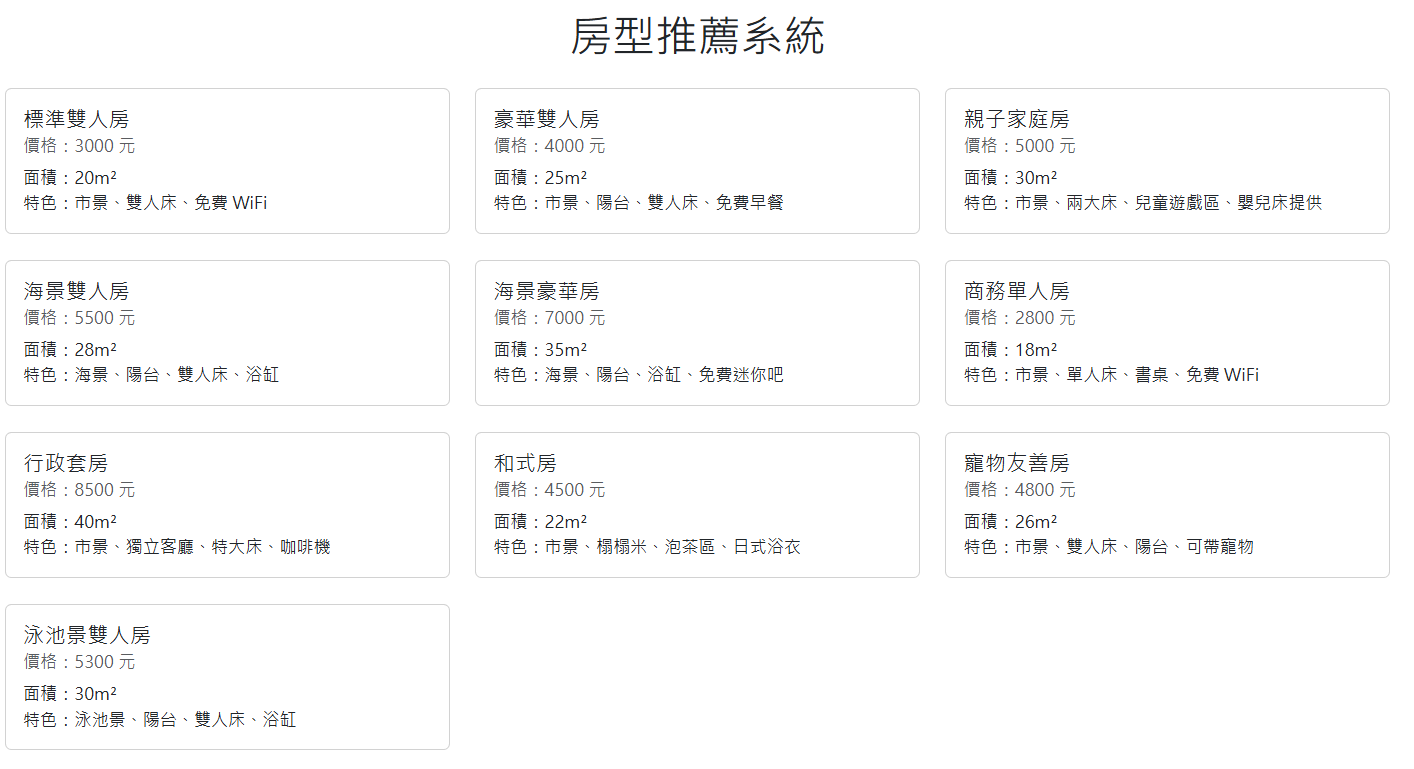 房型推薦系統
標準雙人房
價格：3000 元
面積：20m²
特色：市景、雙人床、免費 WiFi
豪華雙人房
價格：4000 元
面積：25m²
特色：市景、陽台、雙人床、免費早餐
親子家庭房
價格：5000 元
面積：30m²
特色：市景、兩大床、兒童遊戲區、嬰兒床提供
海景雙人房
價格：5500 元
面積：28m²
特色：海景、陽台、雙人床、浴缸
海景豪華房
價格：7000 元
面積：35m²
特色：海景、陽台、浴缸、免費迷你吧
商務單人房
價格：2800 元
面積：18m²
特色：市景、單人床、書桌、免費 WiFi
行政套房
價格：8500 元
面積：40m²
特色：市景、獨立客廳、特大床、咖啡機
和式房
價格：4500 元
面積：22m²
特色：市景、榻榻米、泡茶區、日式浴衣
寵物友善房
價格：4800 元
面積：26m²
特色：市景、雙人床、陽台、可帶寵物
泳池景雙人房
價格：5300 元
面積：30m²
特色：泳池景、陽台、雙人床、浴缸